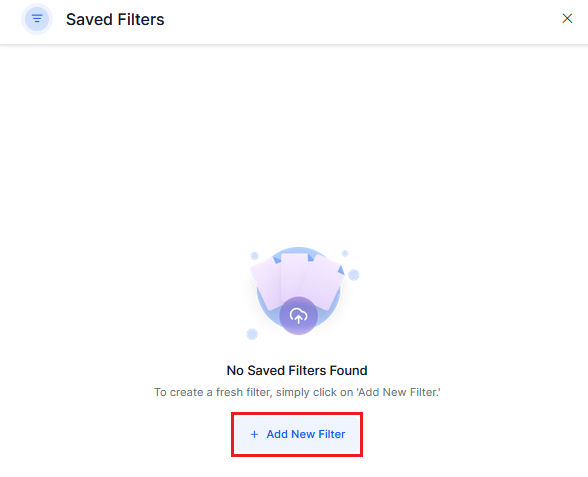 Saved Filters
No Saved Filters Found
To create a fresh filter, simply click on 'Add New Filter.'
+ Add New Filter